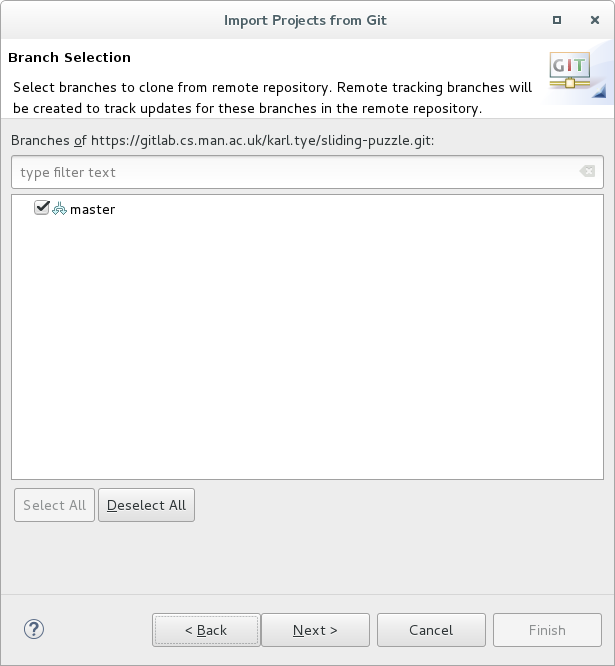 Import Projects from Git
Branch Selection
GIT
Select branches to clone from remote repository. Remote tracking branches will
be created to track updates for these branches in the remote repository.
Branches of https://gitlab.cs.man.ac.uk/karl.tye/sliding-puzzle.git:
type filter text
master
Select All
Deselect All
?
< Back
Next >
Cancel
Finish